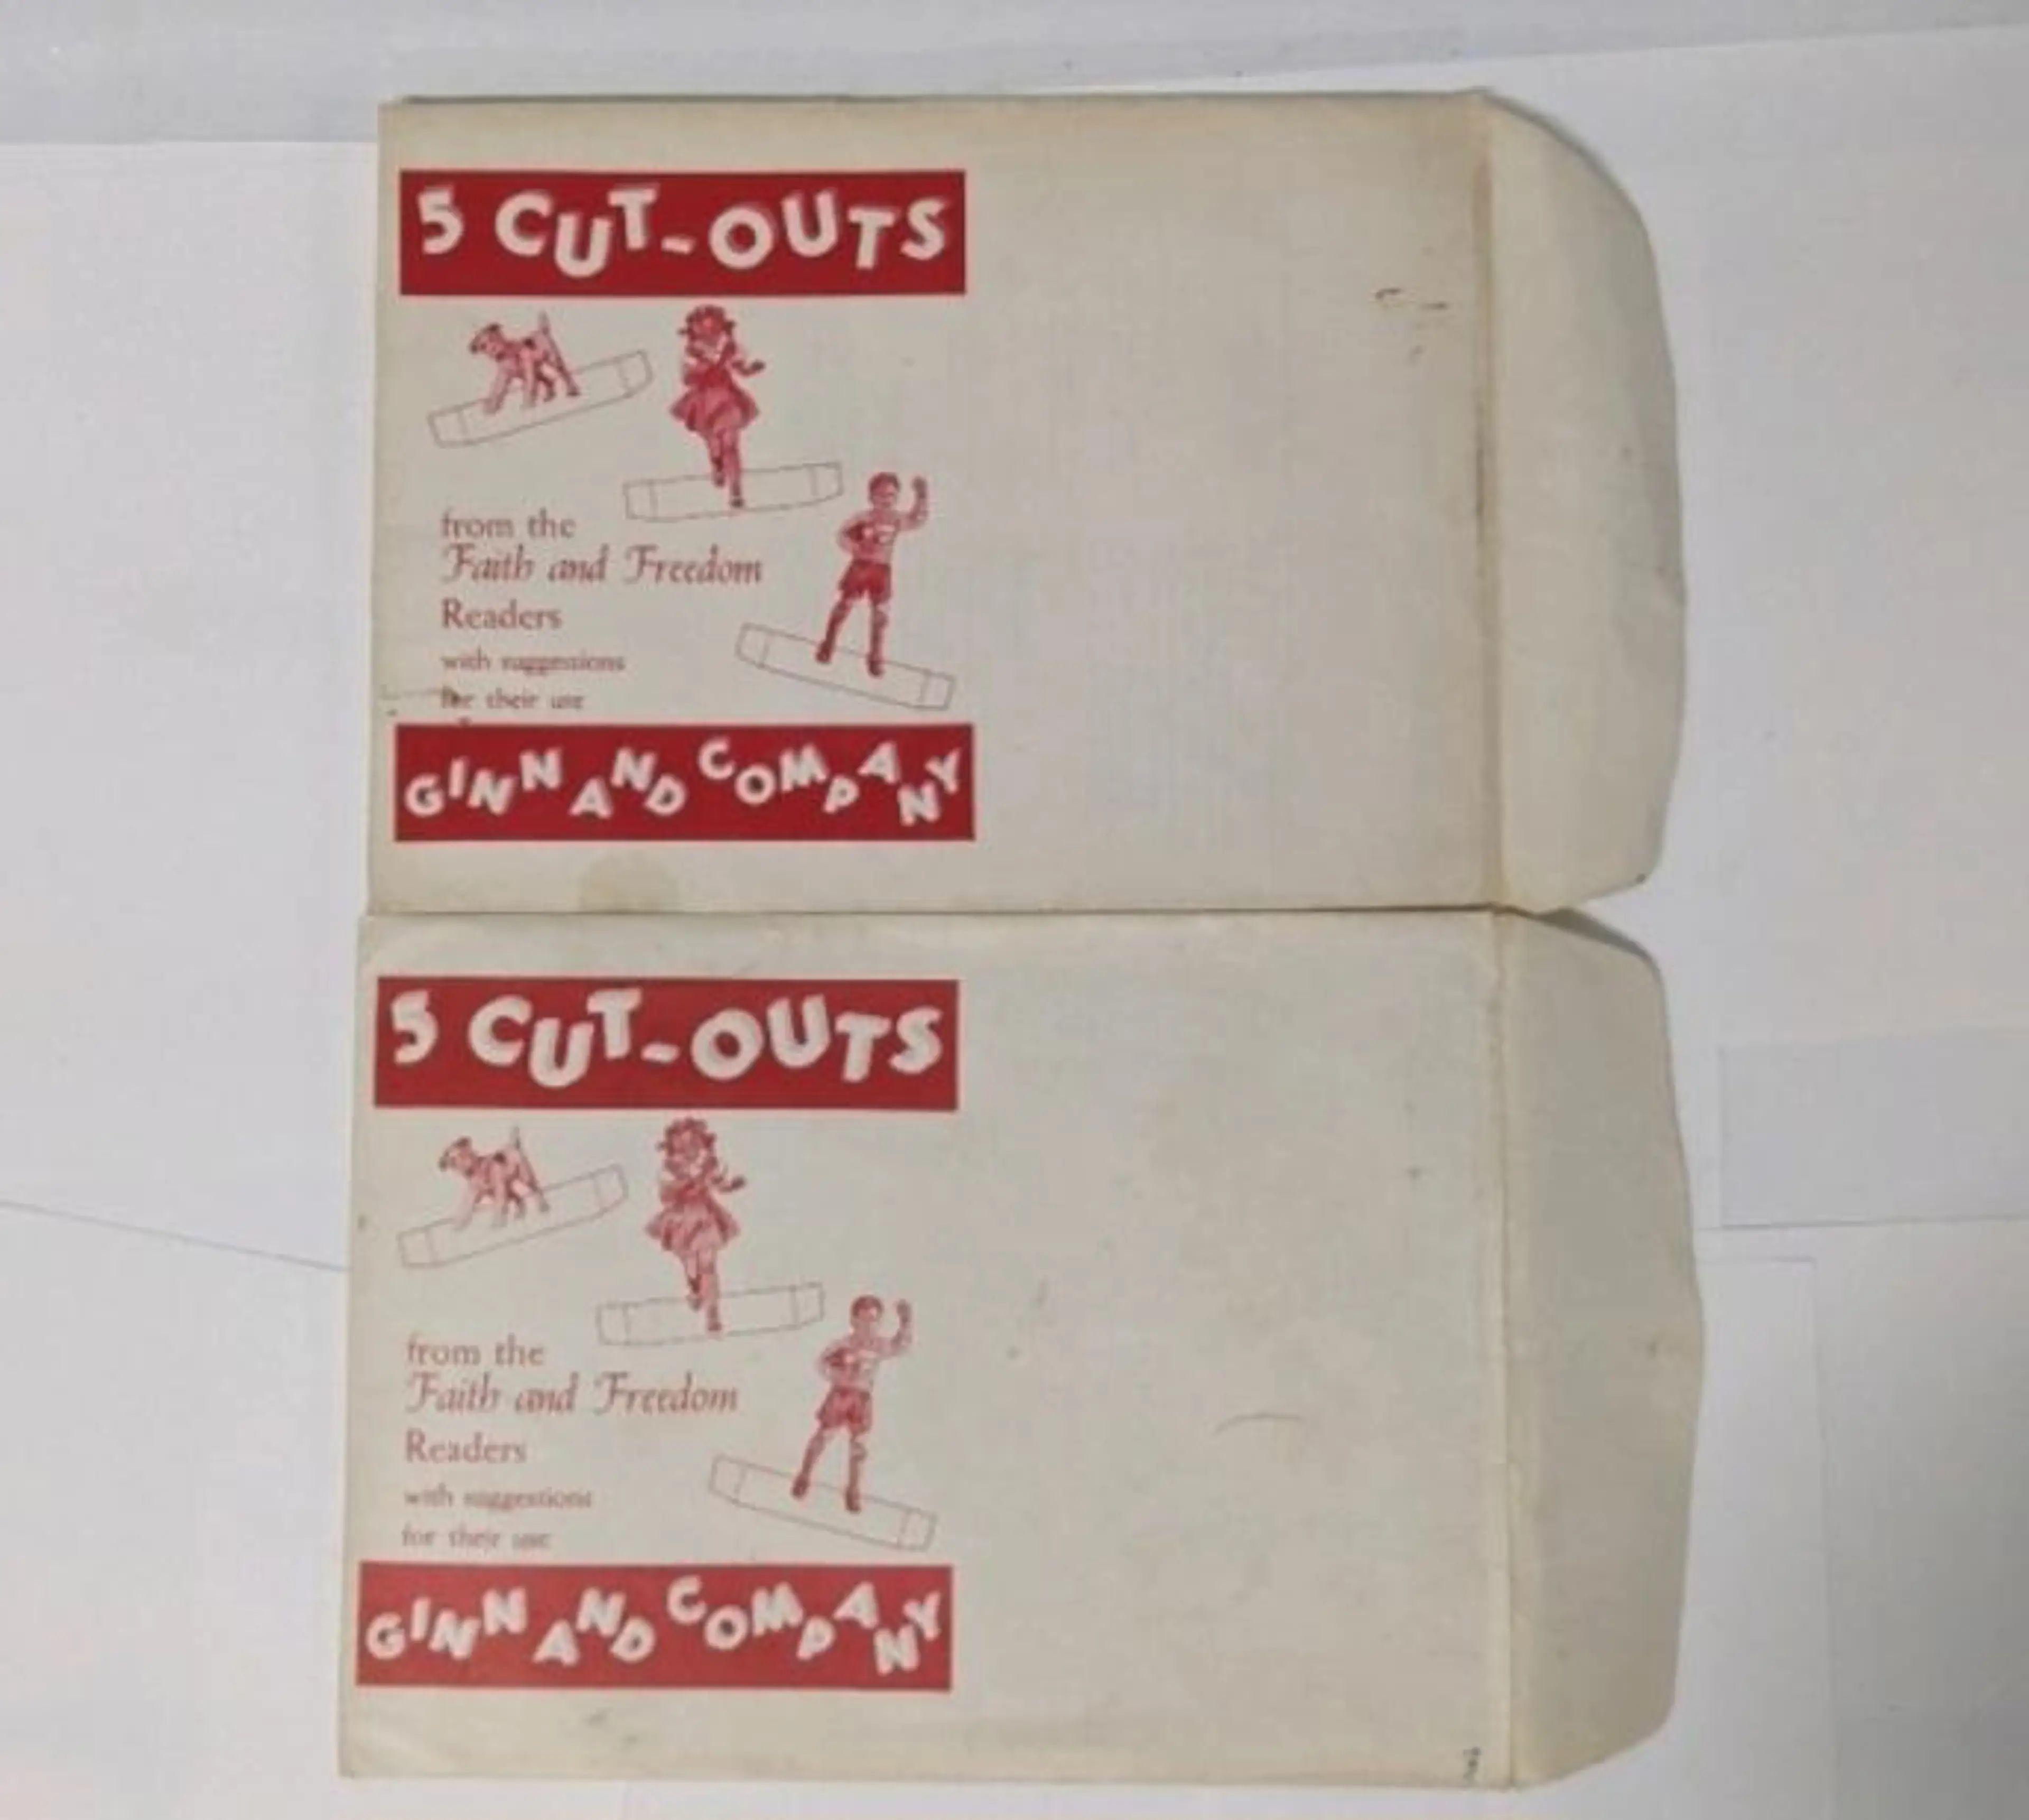 5 CUT-OUTS
from the
Faith and Freedom
Readers
with suggestions
for their use
GINN AND COMPANY
5 CUT-OUTS
from the
Faith and Freedom
Readers
with suggestions
for their use
GINN AND COMPANY